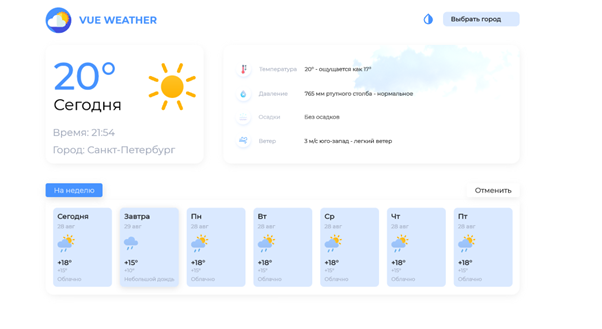 VUE WEATHER
Выбрать город
20°
Сегодня
Время: 21:54
Город: Санкт-Петербург
Температура 20° - ощущается как 17°
Давление 765 мм ртутного столба - нормальное
Осадки Без осадков
Ветер 3 м/с юго-запад - легкий ветер
На неделю
Отменить
Сегодня Завтра Пн Вт Ср Чт Пт
28 авг 29 авг 28 авг 28 авг 28 авг 28 авг 28 авг
+18° +15° +18° +18° +18° +18° +18°
+15° +15° +15° +15° +15° +15°
Облачно Небольшой дождь Облачно Облачно Облачно Облачно Облачно